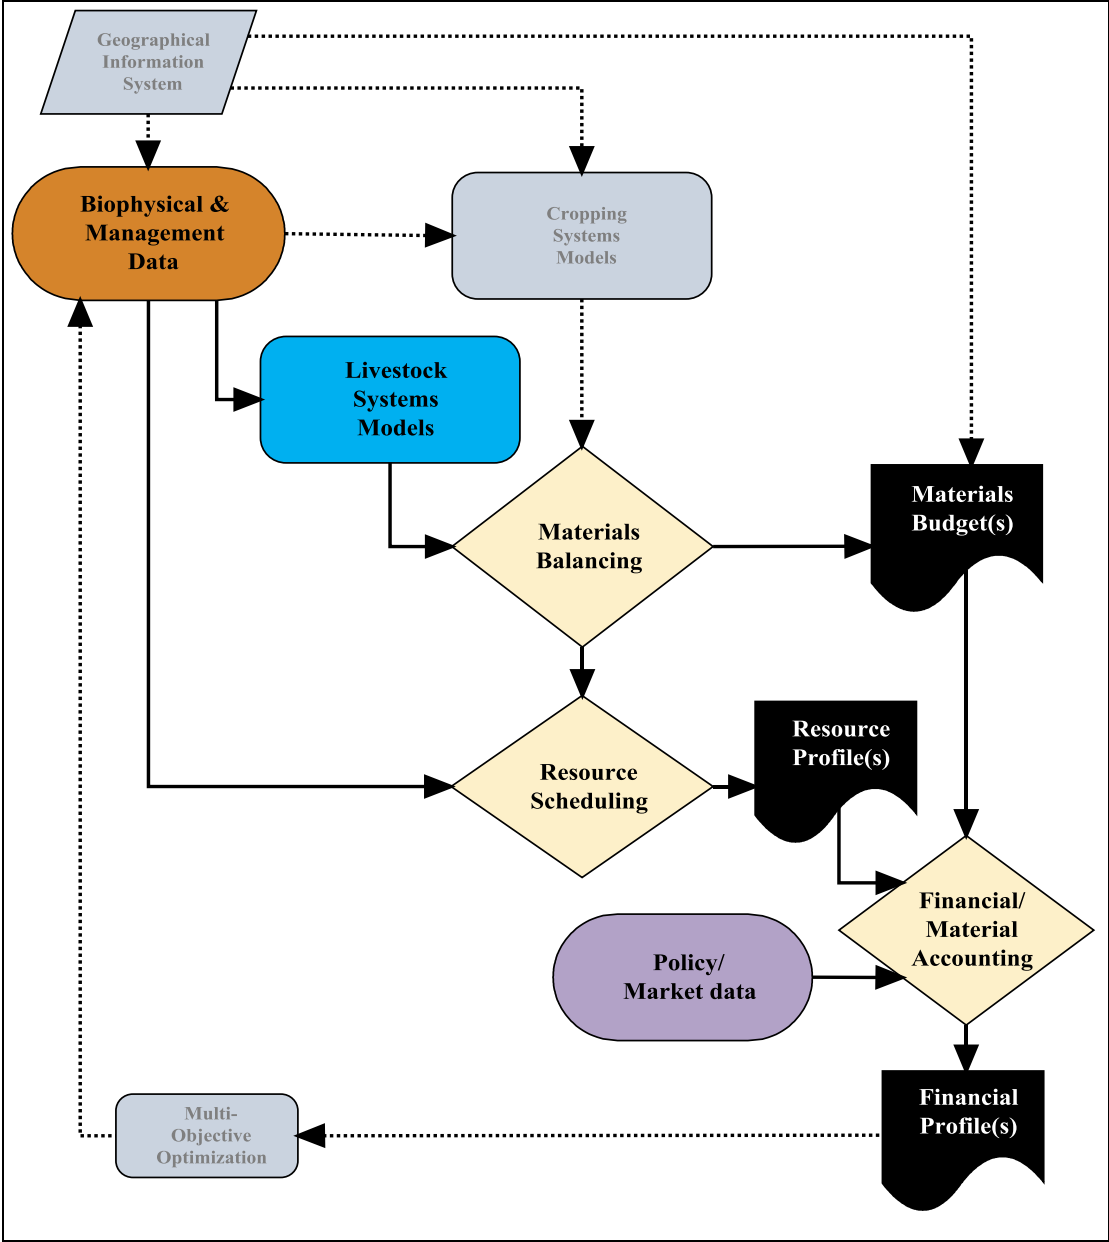 Geographical
Information
System
Biophysical &
Management
Data
Cropping
Systems
Models
Livestock
Systems
Models
Materials
Balancing
Materials
Budget(s)
Resource
Scheduling
Resource
Profile(s)
Financial/
Material
Accounting
Policy/
Market data
Financial
Profile(s)
Multi-
Objective
Optimization